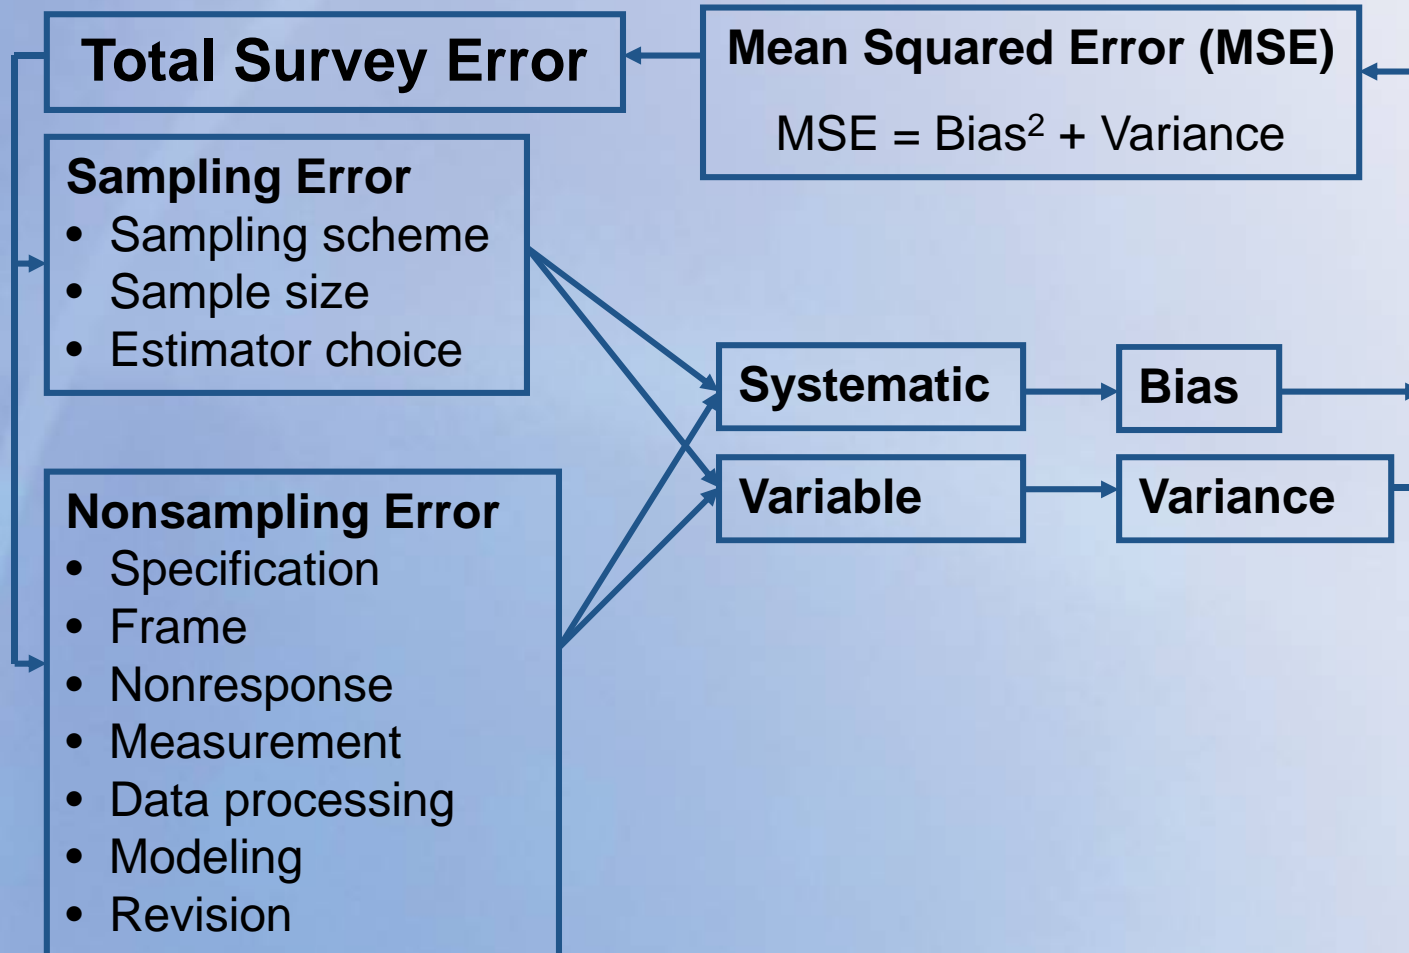 Total Survey Error
Mean Squared Error (MSE)
MSE = Bias² + Variance
Sampling Error
• Sampling scheme
• Sample size
• Estimator choice
Systematic
Bias
Variable
Variance
Nonsampling Error
• Specification
• Frame
• Nonresponse
• Measurement
• Data processing
• Modeling
• Revision